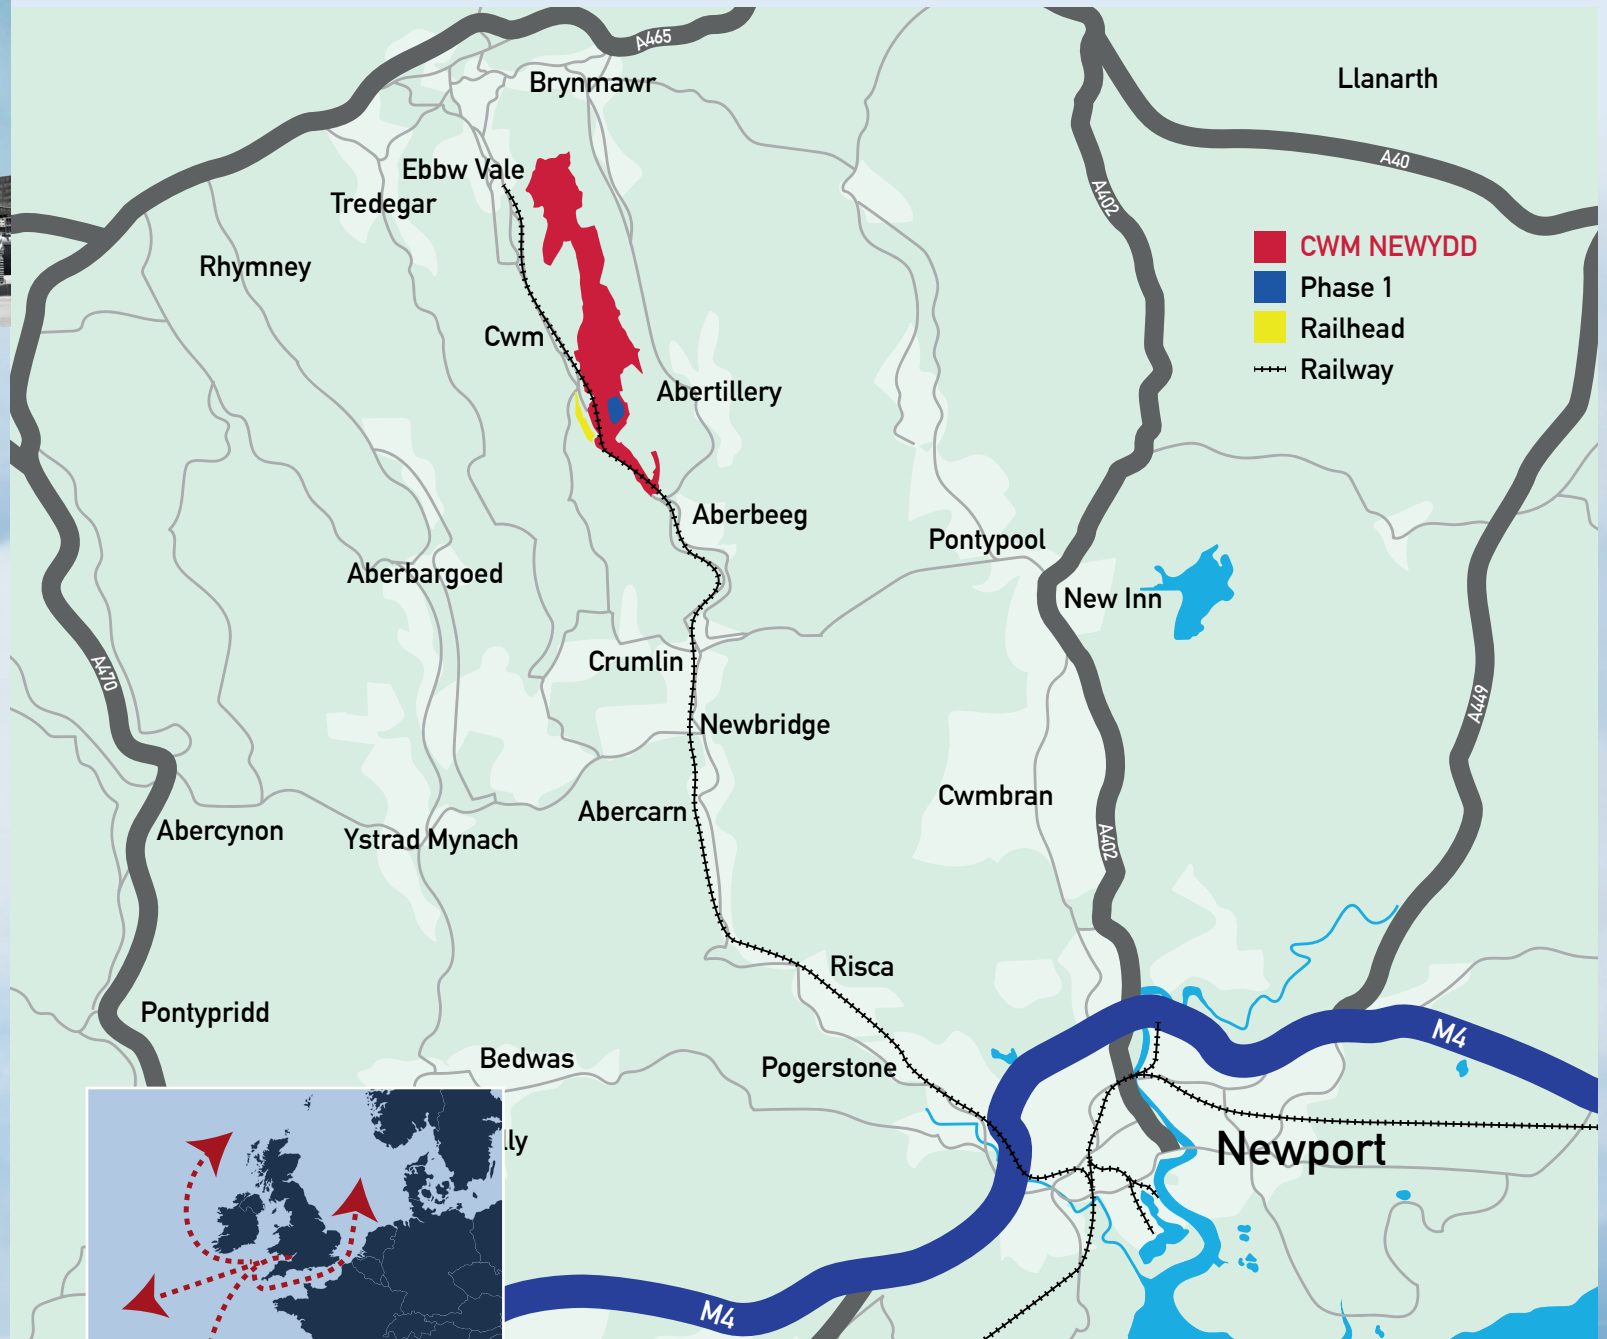 A465
Brynmawr
Llanarth
A40
Ebbw Vale
Tredegar
A402
CWM NEWYDD
Rhymney
Phase 1
Railhead
Cwm
Railway
Abertillery
Aberbeeg
Pontypool
Aberbargoed
New Inn
Crumlin
A470
A449
Newbridge
Cwmbran
Abercarn
Abercynon
Ystrad Mynach
A402
Risca
Pontypridd
M4
Bedwas
Pogerstone
lly
Newport
M4